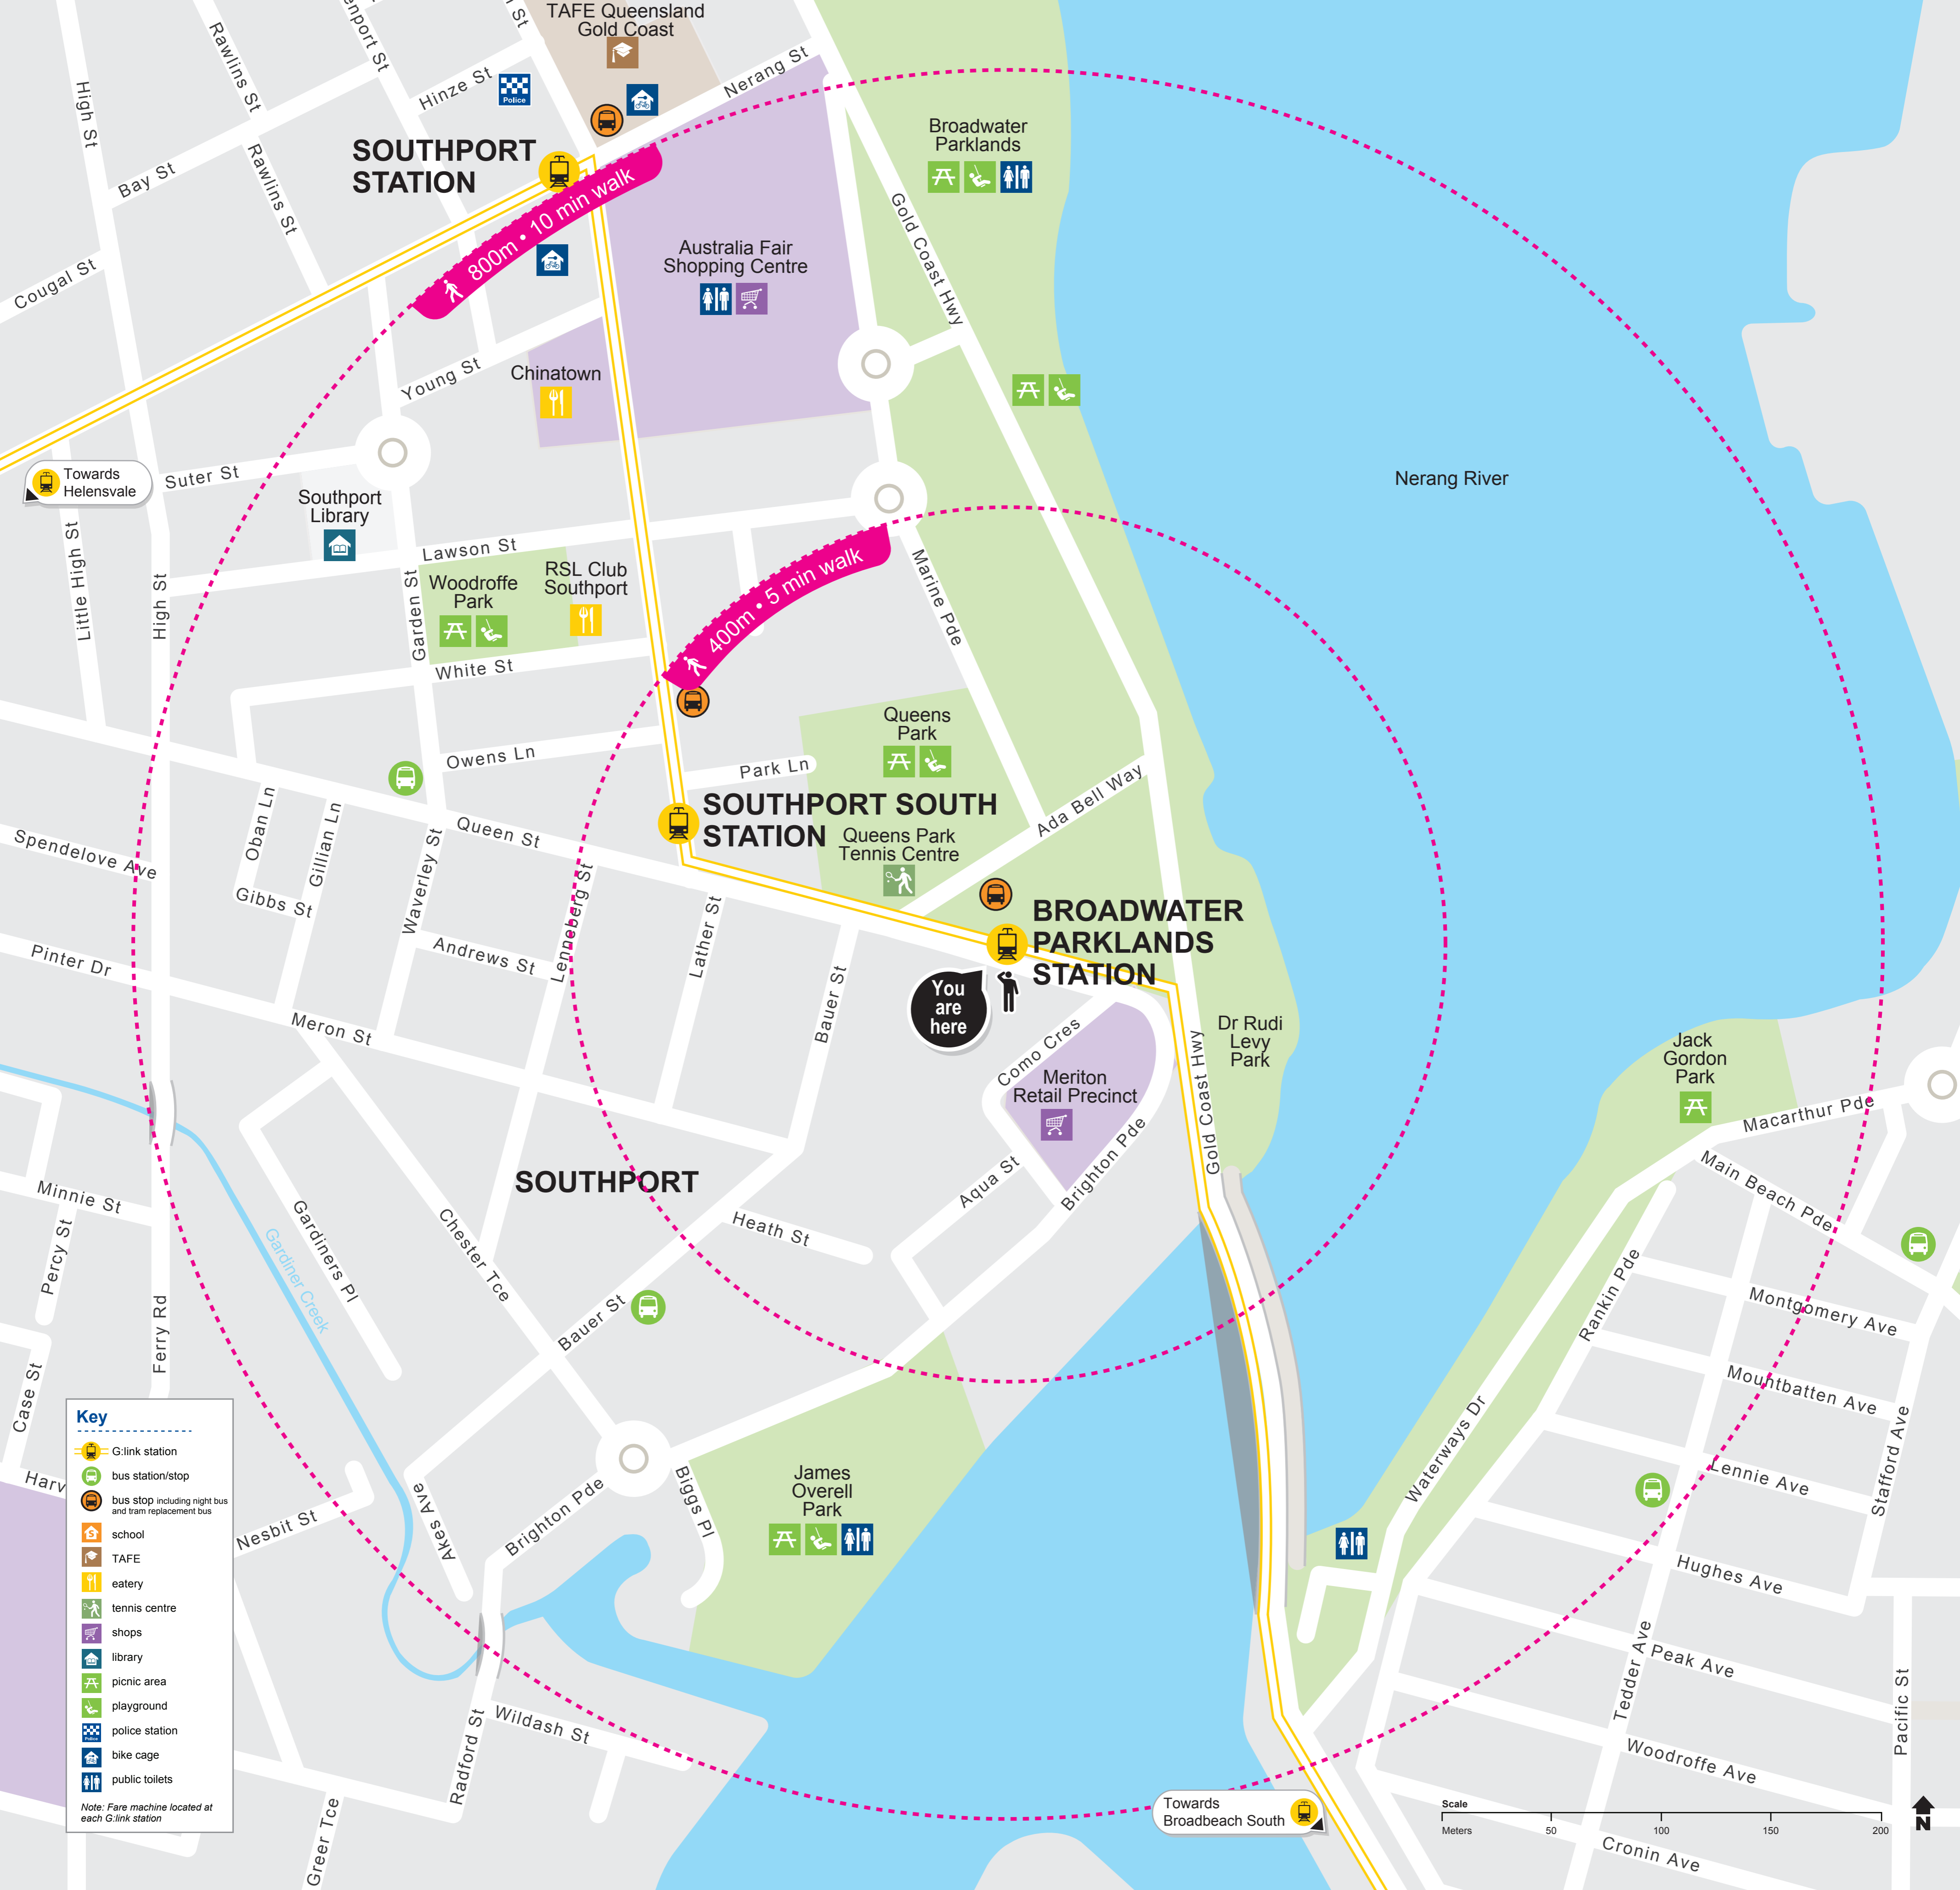 TAFE Queensland
Gold Coast
Nerang St
Hinze St
Police
Rawlins St
High St
Bay St
Rawlins St
Cougal St
SOUTHPORT
STATION
800m • 10 min walk
Broadwater
Parklands
Gold Coast Hwy
Australia Fair
Shopping Centre
Young St
Chinatown
Towards
Helensvale
Suter St
Southport
Library
Nerang River
Little High St
High St
Lawson St
Garden St
Woodroffe
Park
RSL Club
Southport
White St
400m • 5 min walk
Marine Pde
Queens
Park
Owens Ln
Park Ln
Ada Bell Way
SOUTHPORT SOUTH
STATION
Queens Park
Tennis Centre
Queen St
Spendelove Ave
Oban Ln
Gillian Ln
Gibbs St
Waverley St
Andrews St
Lenneberg St
Lather St
Bauer St
Pinter Dr
Meron St
BROADWATER
PARKLANDS
STATION
You
are
here
Como Cres
Meriton
Retail Precinct
Gold Coast Hwy
Dr Rudi
Levy
Park
Jack
Gordon
Park
Macarthur Pde
Main Beach Pde
Brighton Pde
Aqua St
SOUTHPORT
Heath St
Minnie St
Percy St
Gardiners Pl
Gardiner Creek
Chester Tce
Bauer St
Ferry Rd
Case St
Rankin Pde
Montgomery Ave
Mountbatten Ave
Waterways Dr
Lennie Ave
Stafford Ave
Hughes Ave
Peak Ave
Tedder Ave
Woodroffe Ave
Pacific St
Cronin Ave
James
Overell
Park
Biggs Pl
Brighton Pde
Akes Ave
Nesbit St
Harv
Radford St
Wildash St
Greer Tce
Key
G:link station
bus station/stop
bus stop including night bus
and tram replacement bus
school
TAFE
eatery
tennis centre
shops
library
picnic area
playground
Police
police station
bike cage
public toilets
Note: Fare machine located at
each G:link station
Towards
Broadbeach South
Scale
Meters 50 100 150 200
N